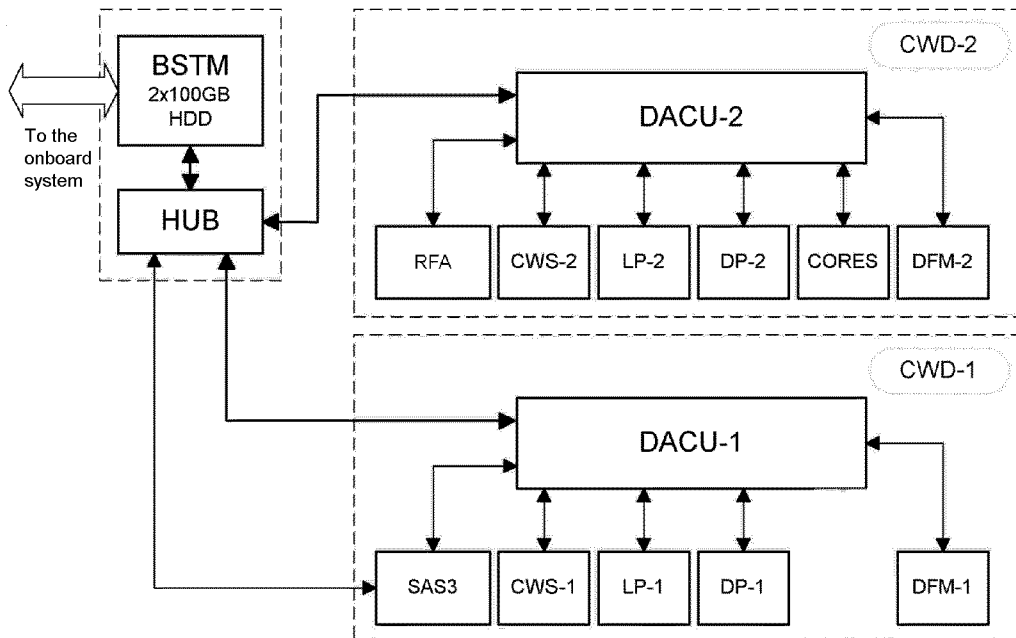 BSTM
2x100GB
HDD
To the
onboard
system
HUB
CWD-2
DACU-2
RFA
CWS-2
LP-2
DP-2
CORES
DFM-2
CWD-1
DACU-1
SAS3
CWS-1
LP-1
DP-1
DFM-1